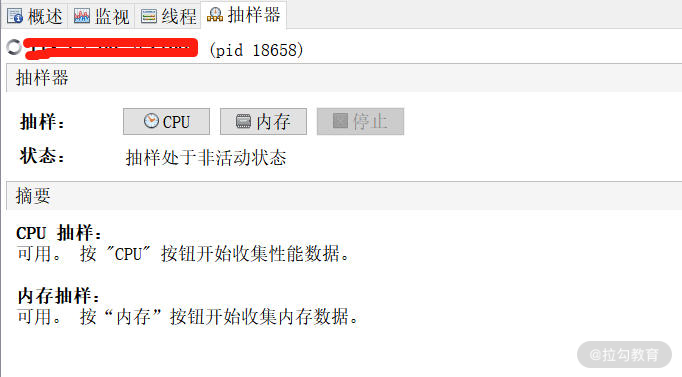 概述 监视 线程 抽样器
(pid 18658)
抽样器
抽样： CPU 内存 停止
状态： 抽样处于非活动状态
摘要
CPU 抽样：
可用。 按 "CPU" 按钮开始收集性能数据。
内存抽样：
可用。 按“内存”按钮开始收集内存数据。
@拉勾教育